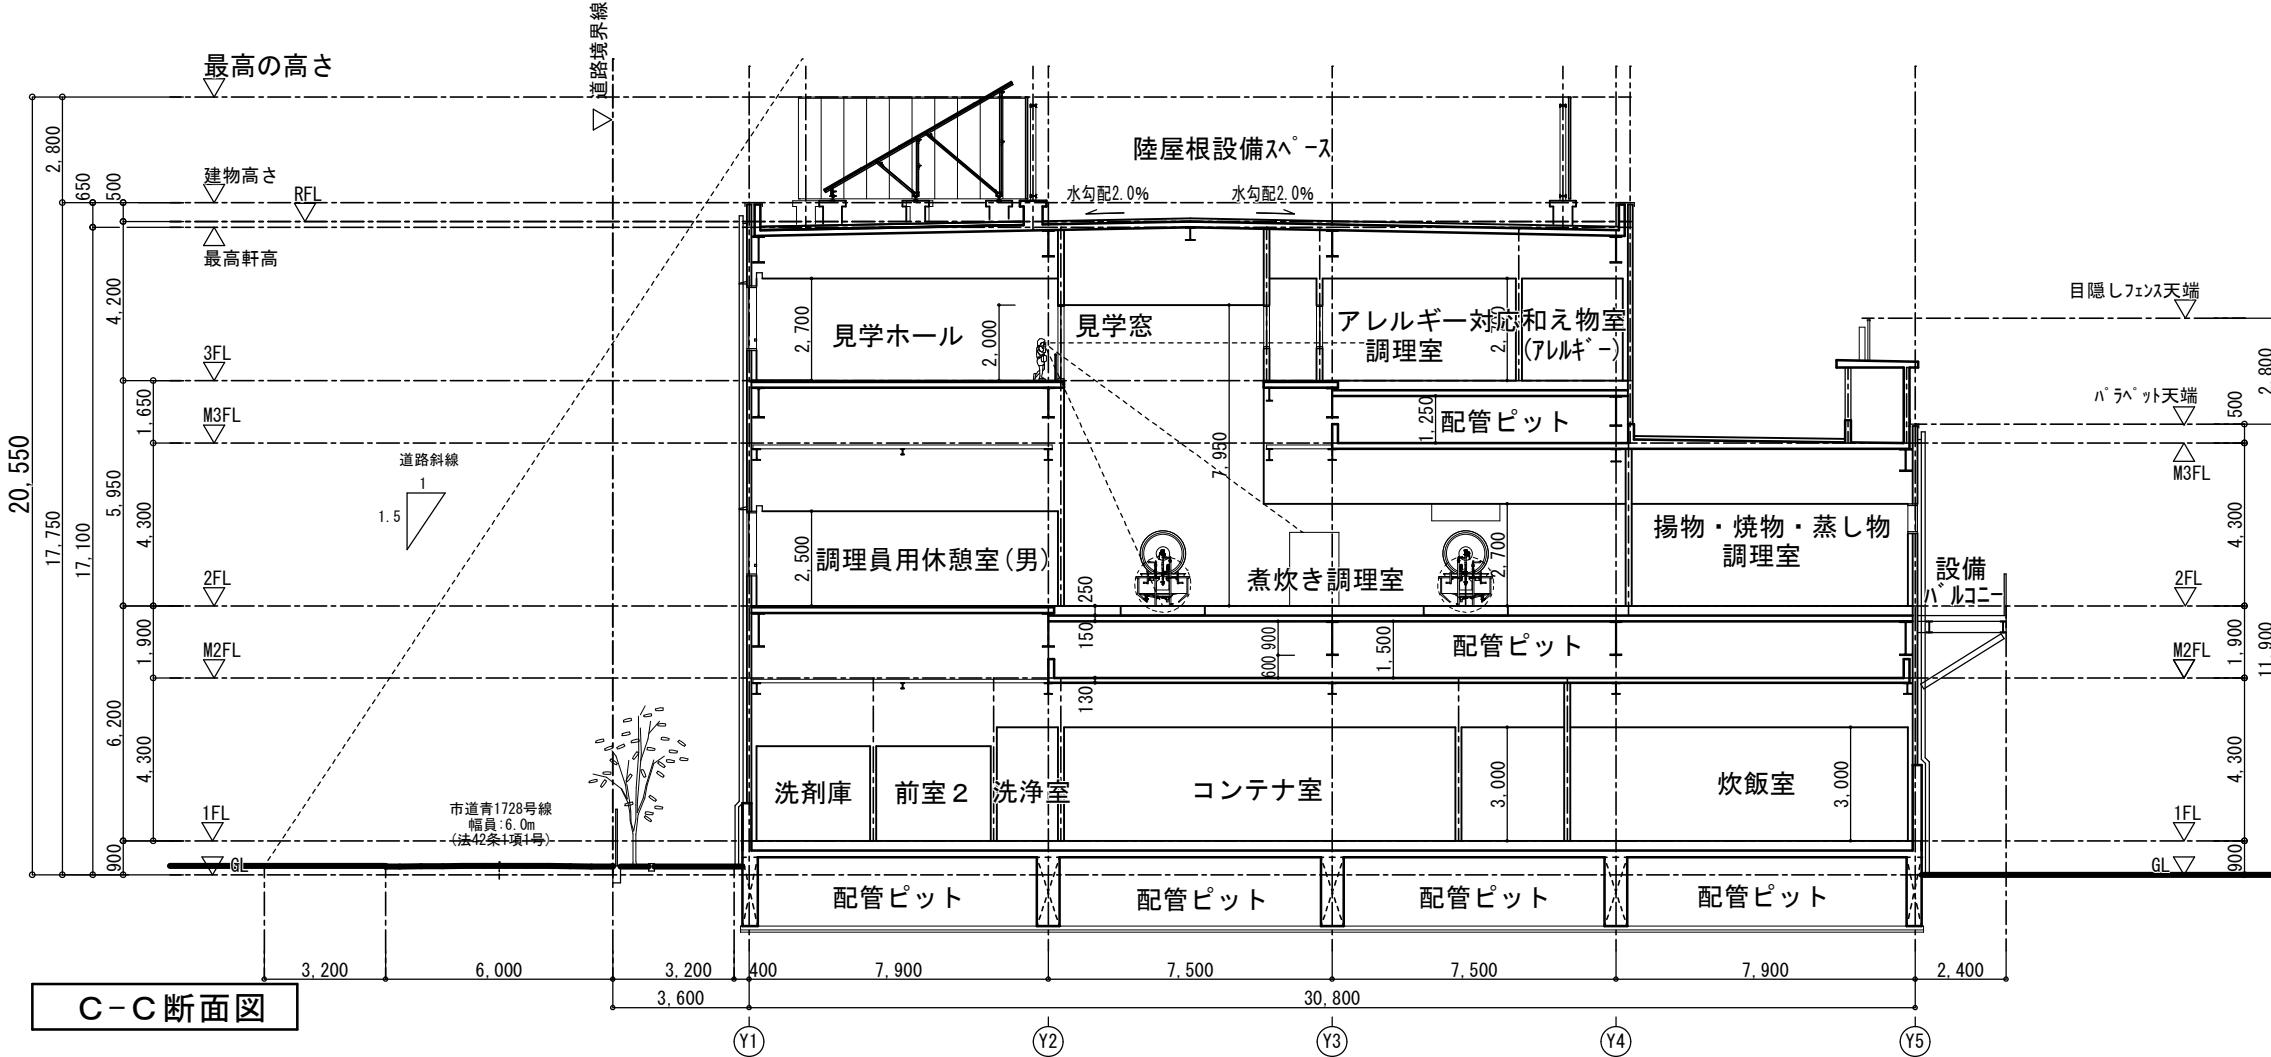 道路境界線
最高の高さ
2,800
陸屋根設備ｽﾍﾟｰｽ
建物高さ
RFL
650
500
水勾配2.0%
水勾配2.0%
最高軒高
目隠しﾌｪﾝｽ天端
4,200
2,700
見学ホール
2,000
見学窓
アレルギー対応
調理室
和え物室
(ｱﾚﾙｷﾞｰ)
3FL
2,800
ﾊﾟﾗﾍﾟｯﾄ天端
500
1,650
M3FL
1,250
配管ピット
M3FL
20,550
17,750
17,100
道路斜線
1
1.5
5,950
4,300
7,950
揚物・焼物・蒸し物
調理室
4,300
2,500
調理員用休憩室(男)
煮炊き調理室
2,700
設備
ﾊﾞﾙｺﾆｰ
2FL
2FL
250
150
600
900
1,500
配管ピット
1,900
1,900
11,900
M2FL
M2FL
130
6,200
4,300
洗剤庫
前室２
洗浄室
コンテナ室
3,000
炊飯室
3,000
4,300
市道青1728号線
幅員:6.0m
(法42条1項1号)
1FL
1FL
900
GL
GL
900
配管ピット
配管ピット
配管ピット
配管ピット
3,200
6,000
3,200
400
7,900
7,500
7,500
7,900
2,400
3,600
30,800
C-C断面図
Y1
Y2
Y3
Y4
Y5